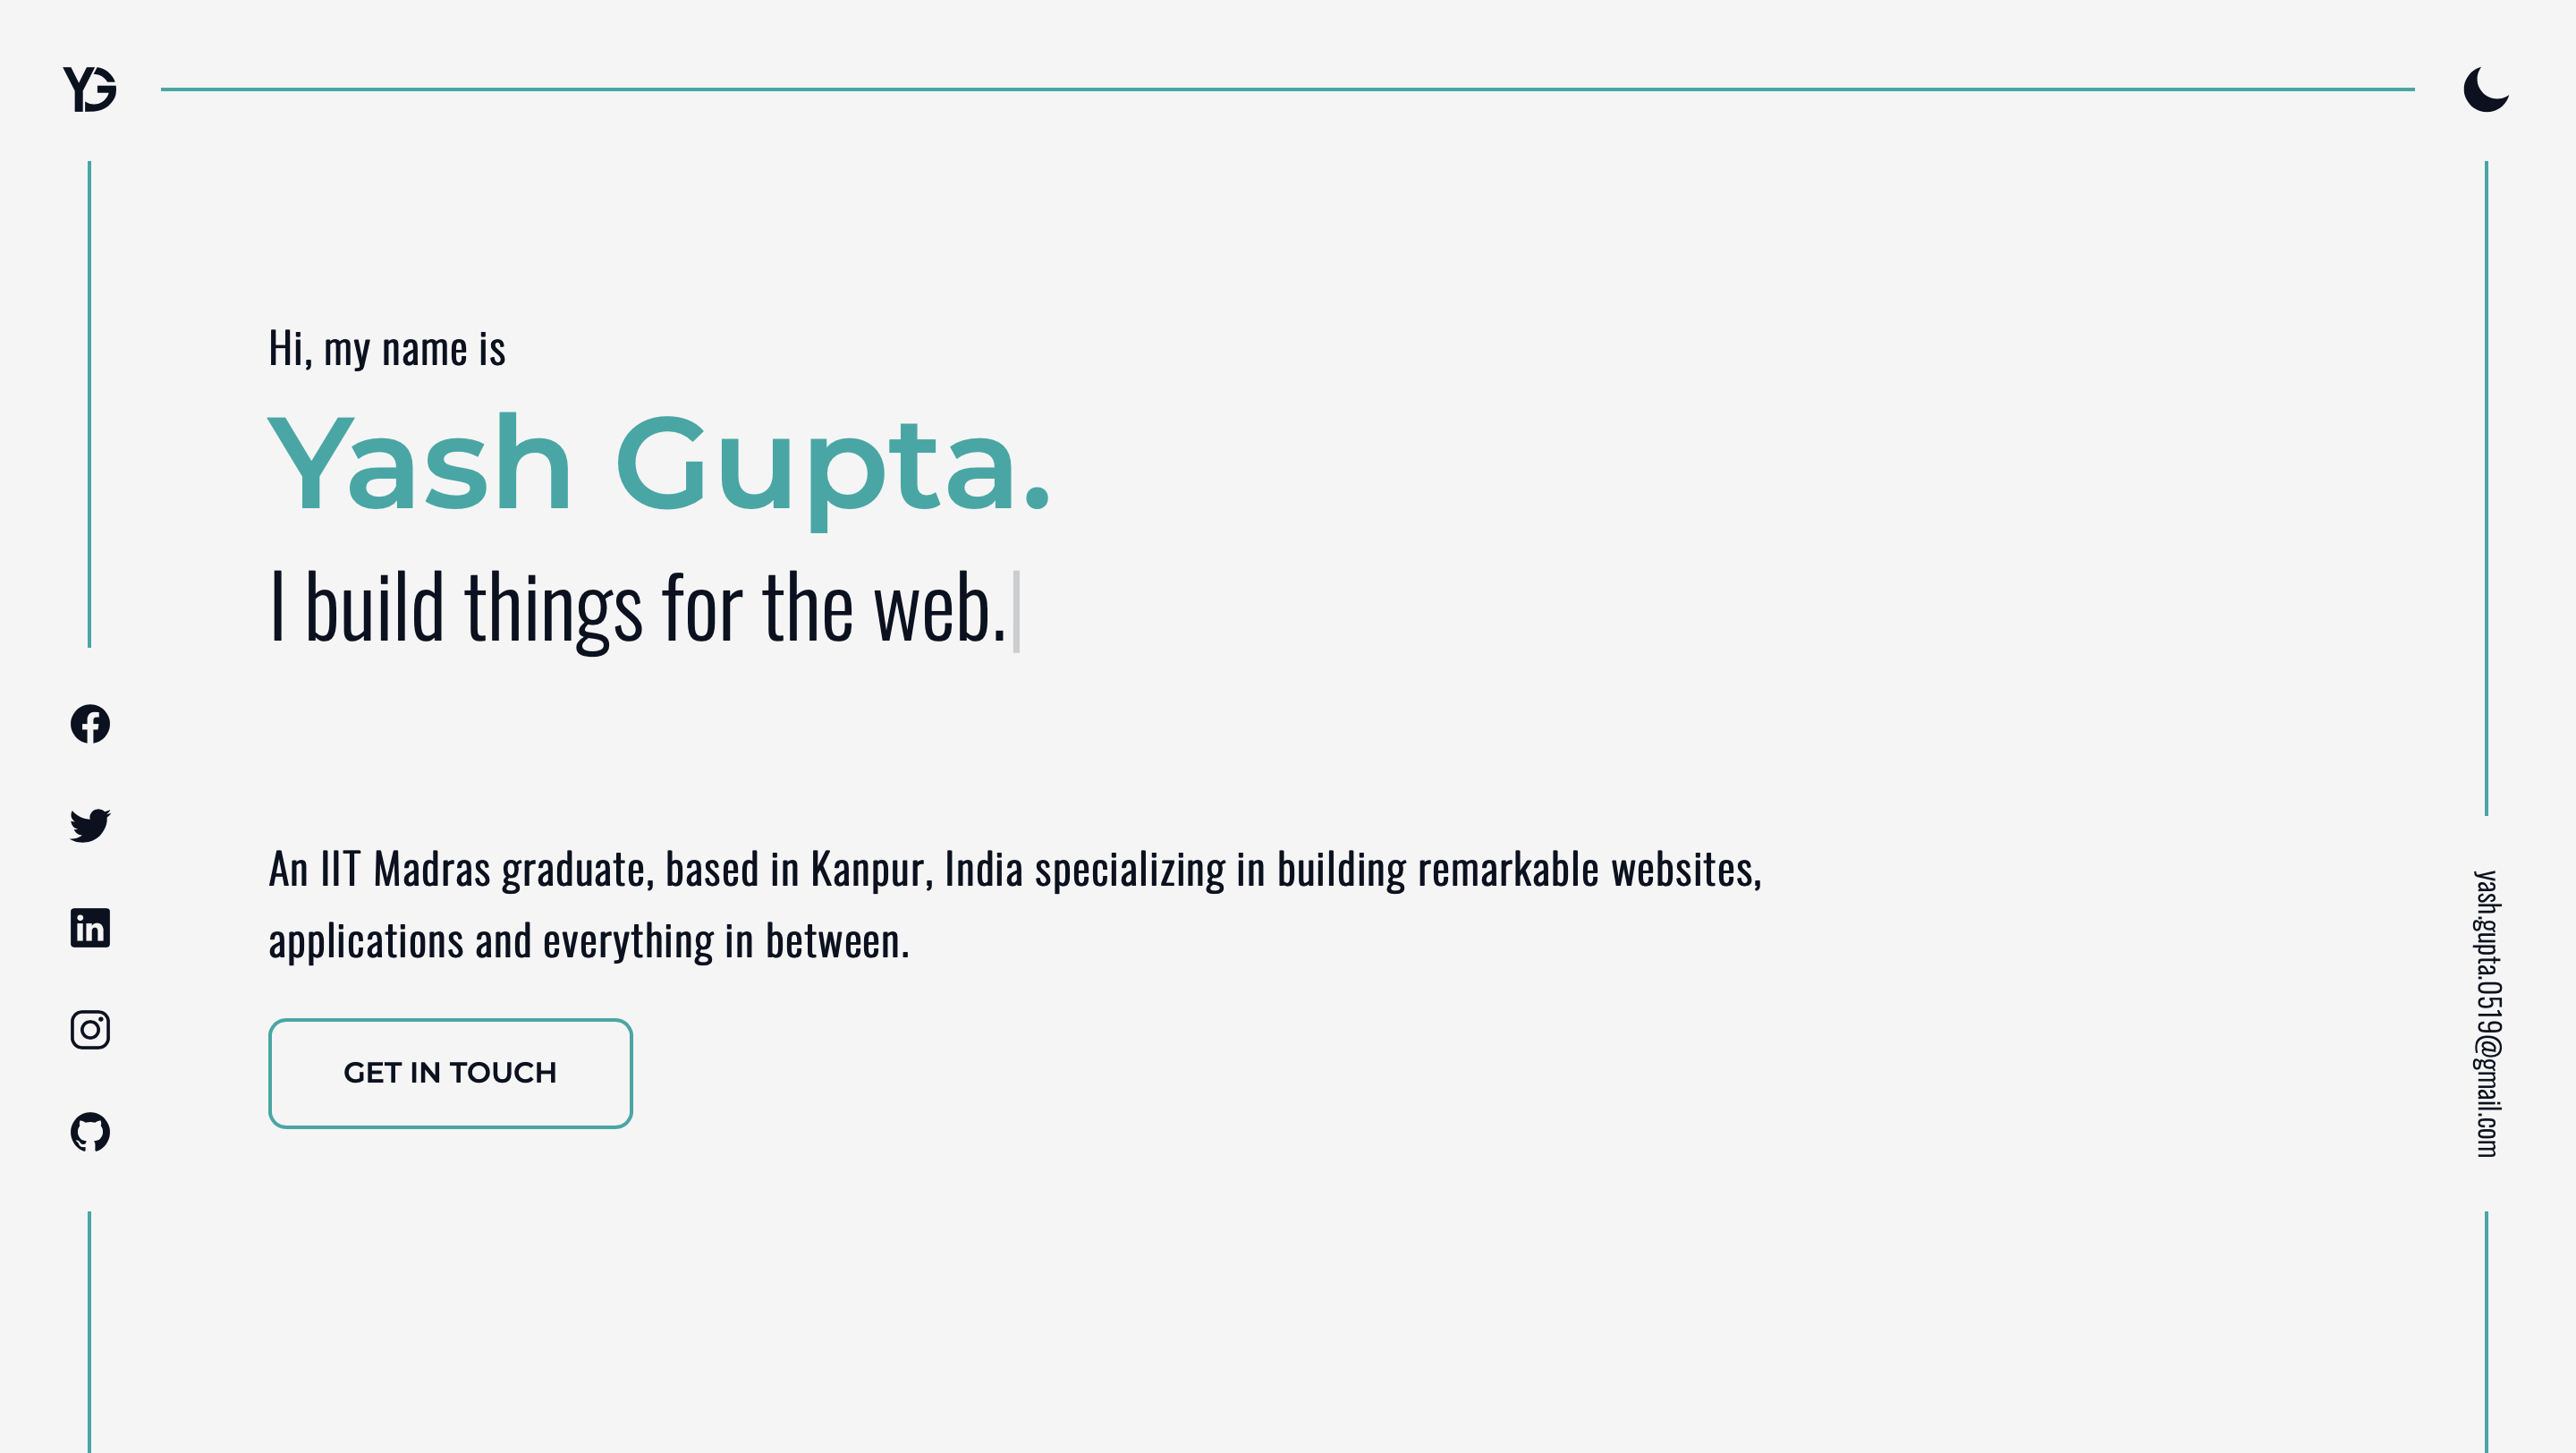 YG
Hi, my name is
Yash Gupta.
I build things for the web.
An IIT Madras graduate, based in Kanpur, India specializing in building remarkable websites,
applications and everything in between.
GET IN TOUCH
yash.gupta.0519@gmail.com